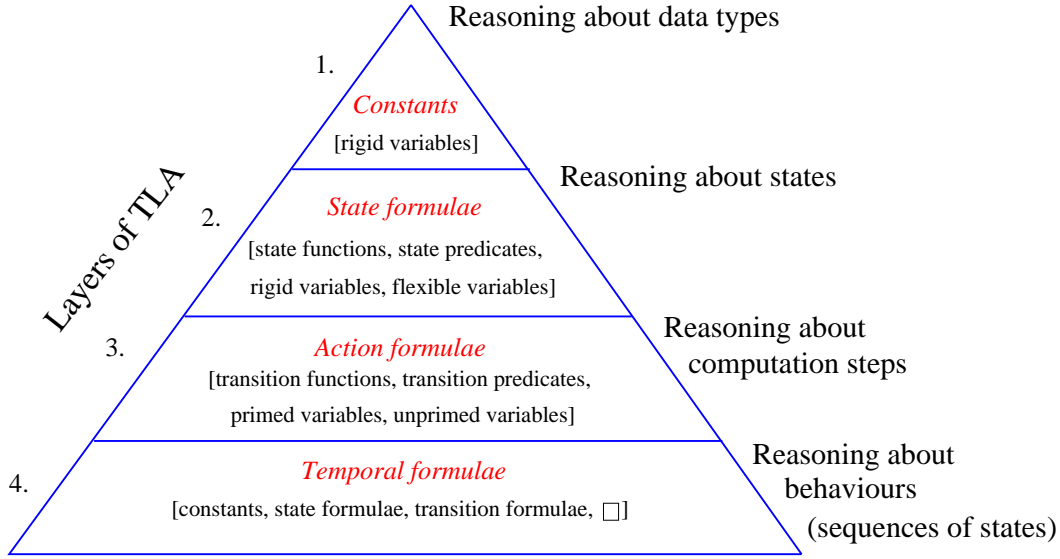 Reasoning about data types
1.
Constants
[rigid variables]
Reasoning about states
Layers of TLA
2.
State formulae
[state functions, state predicates,
rigid variables, flexible variables]
Reasoning about
computation steps
3.
Action formulae
[transition functions, transition predicates,
primed variables, unprimed variables]
Reasoning about
behaviours
(sequences of states)
4.
Temporal formulae
[constants, state formulae, transition formulae, □]